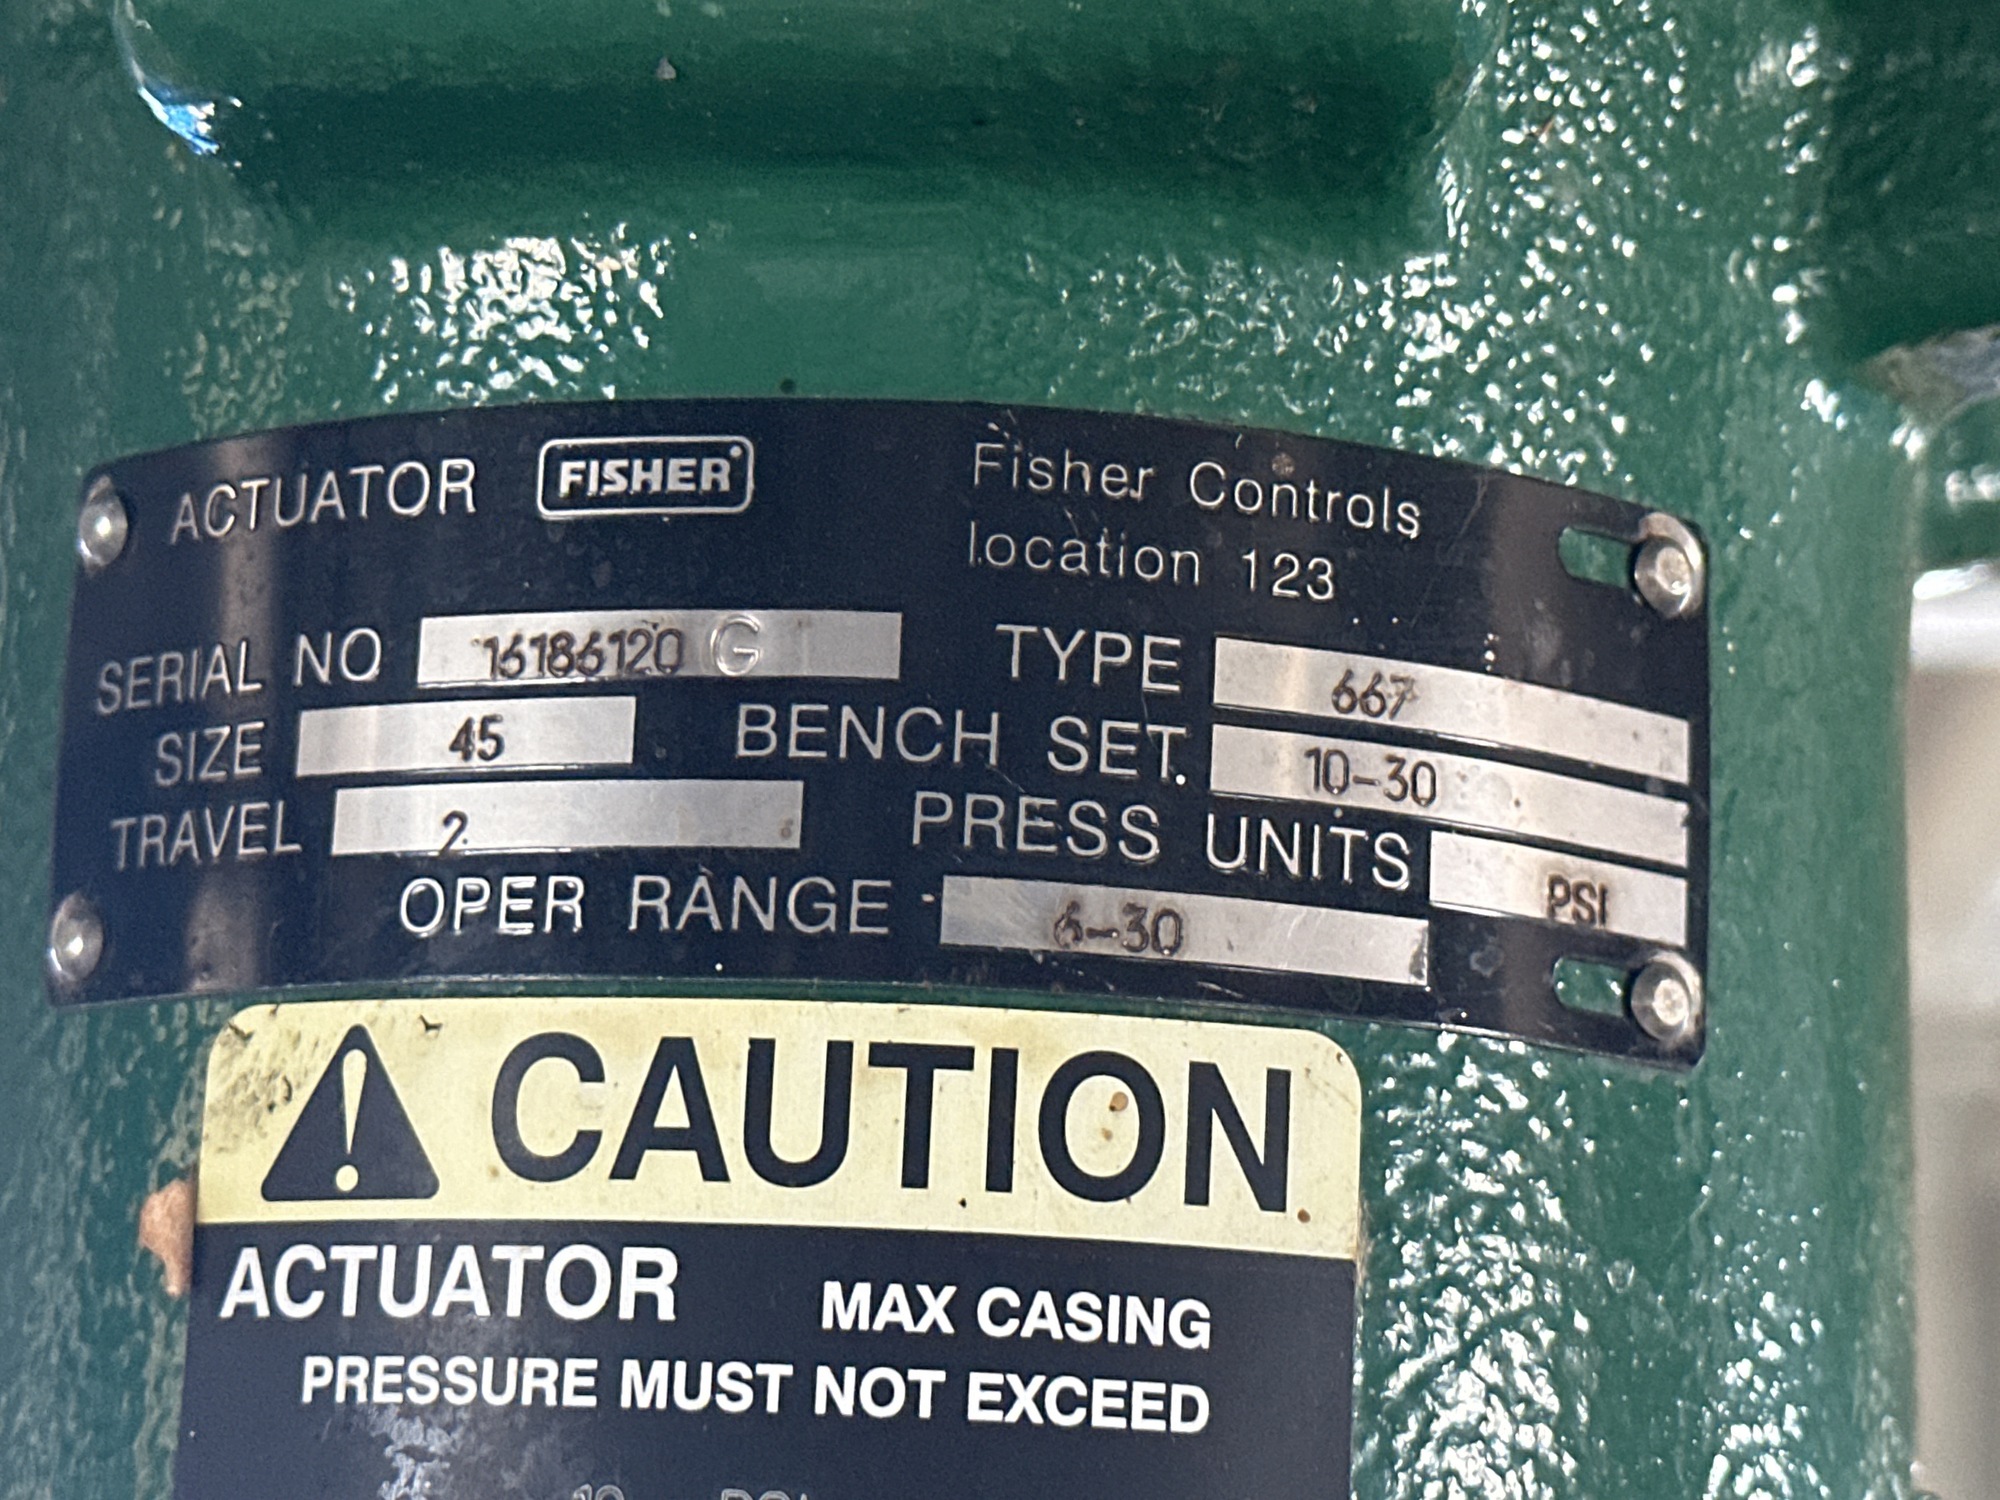 ACTUATOR FISHER Fisher Controls
location 123
SERIAL NO 16186120 G TYPE 667
SIZE 45 BENCH SET. 10-30
TRAVEL 2 PRESS UNITS PSI
OPER RANGE 6-30
! CAUTION
ACTUATOR MAX CASING
PRESSURE MUST NOT EXCEED